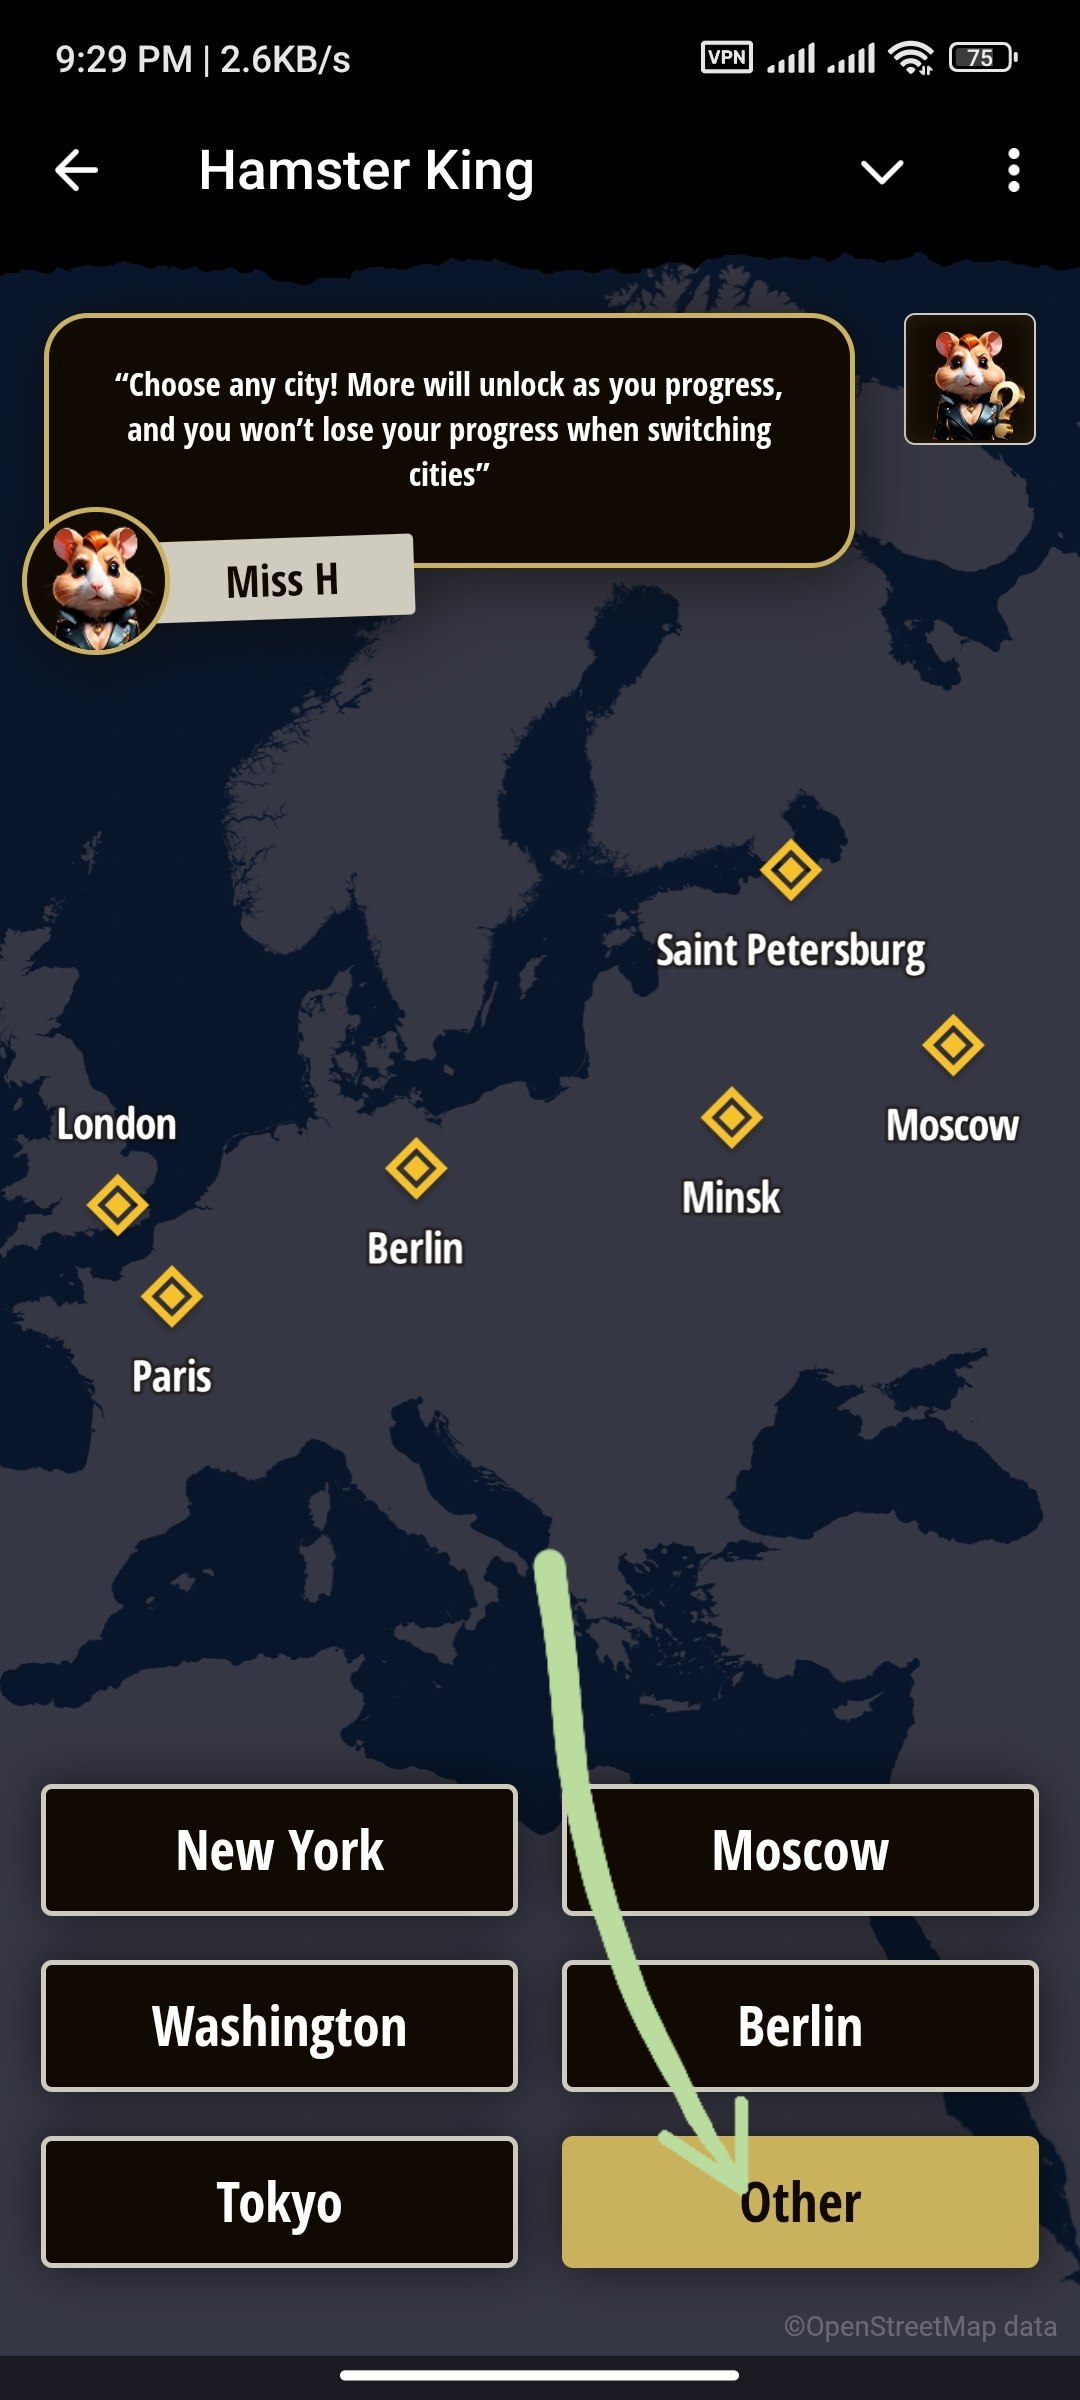 9:29 PM | 2.6KB/s
VPN
75
Hamster King
“Choose any city! More will unlock as you progress,
and you won’t lose your progress when switching
cities”
Miss H
Saint Petersburg
Moscow
London
Minsk
Berlin
Paris
New York
Moscow
Washington
Berlin
Tokyo
Other
©OpenStreetMap data